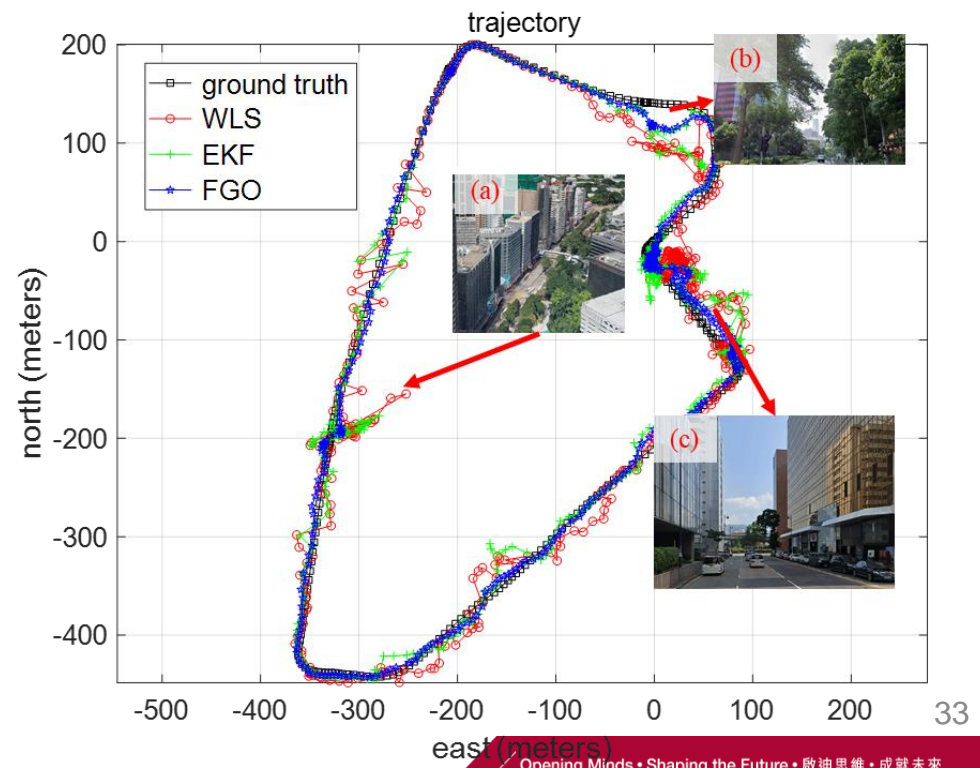 trajectory
200
100
0
-100
-200
-300
-400
north (meters)
ground truth
WLS
EKF
FGO
(a)
(b)
(c)
-500
-400
-300
-200
-100
0
100
200
east (meters)
33
Opening Minds • Shaping the Future • 啟迪思維 • 成就未來